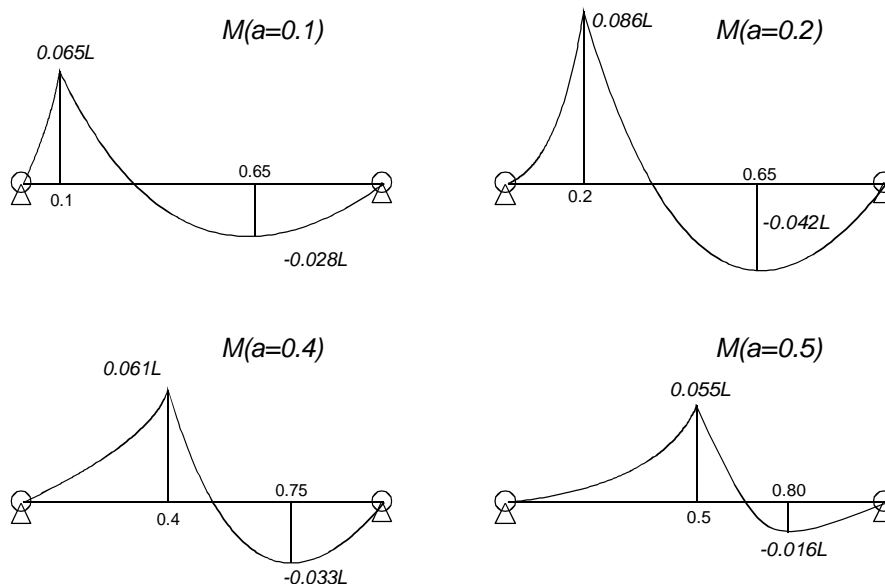 M(a=0.1)
0.065L
0.65
0.1
-0.028L
M(a=0.2)
0.086L
0.65
0.2
-0.042L
M(a=0.4)
0.061L
0.75
0.4
-0.033L
M(a=0.5)
0.055L
0.80
0.5
-0.016L